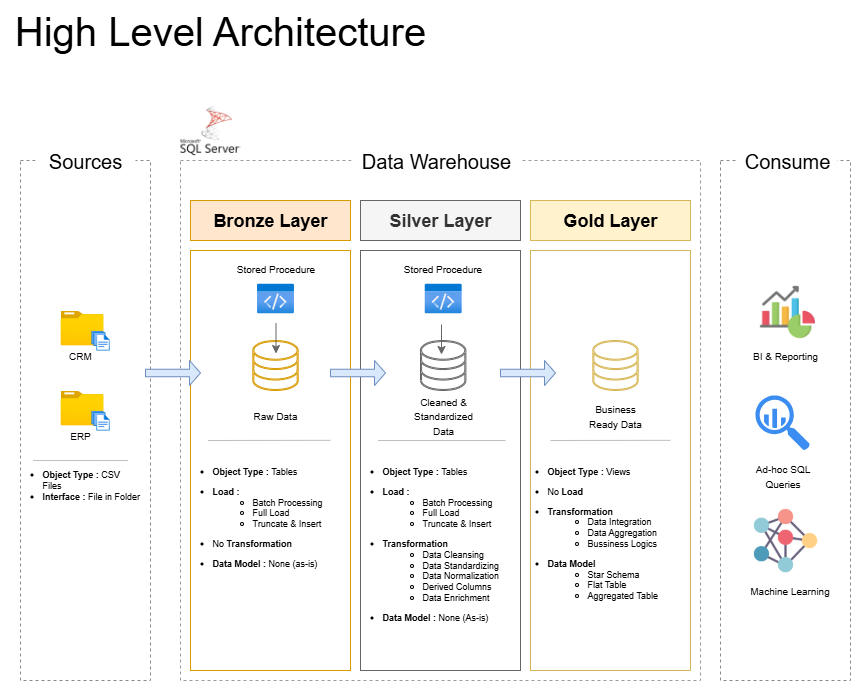 High Level Architecture
Microsoft
SQL Server
Sources
Data Warehouse
Consume
Bronze Layer
Silver Layer
Gold Layer
CRM
ERP
Object Type : CSV
Files
Interface : File in Folder
Stored Procedure
</>
Raw Data
Object Type : Tables
Load :
Batch Processing
Full Load
Truncate & Insert
No Transformation
Data Model : None (as-is)
Stored Procedure
</>
Cleaned &
Standardized
Data
Object Type : Tables
Load :
Batch Processing
Full Load
Truncate & Insert
Transformation
Data Cleansing
Data Standardizing
Data Normalization
Derived Columns
Data Enrichment
Data Model : None (As-is)
Business
Ready Data
Object Type : Views
No Load
Transformation
Data Integration
Data Aggregation
Bussiness Logics
Data Model
Star Schema
Flat Table
Aggregated Table
BI & Reporting
Ad-hoc SQL
Queries
Machine Learning